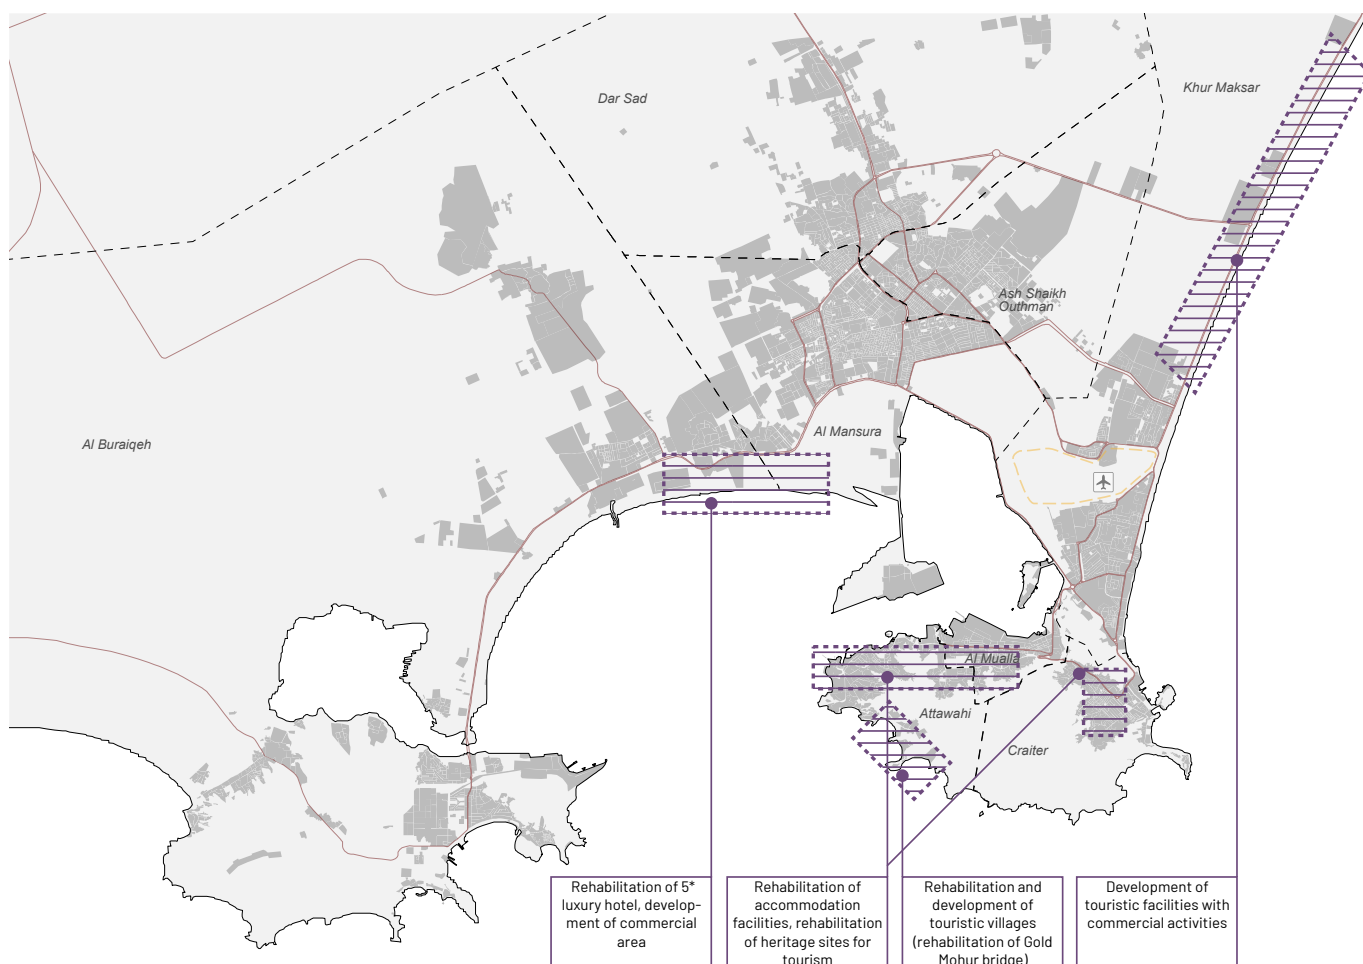 Khur Maksar
Dar Sad
Ash Shaikh
Outhman
Al Mansura
Al Buraiqeh
Al Mualla
Attawahi
Craiter
Rehabilitation of 5*
luxury hotel, develop-
ment of commercial
area
Rehabilitation of
accommodation
facilities, rehabilitation
of heritage sites for
tourism
Rehabilitation and
development of
touristic villages
(rehabilitation of Gold
Mohur bridge)
Development of
touristic facilities with
commercial activities